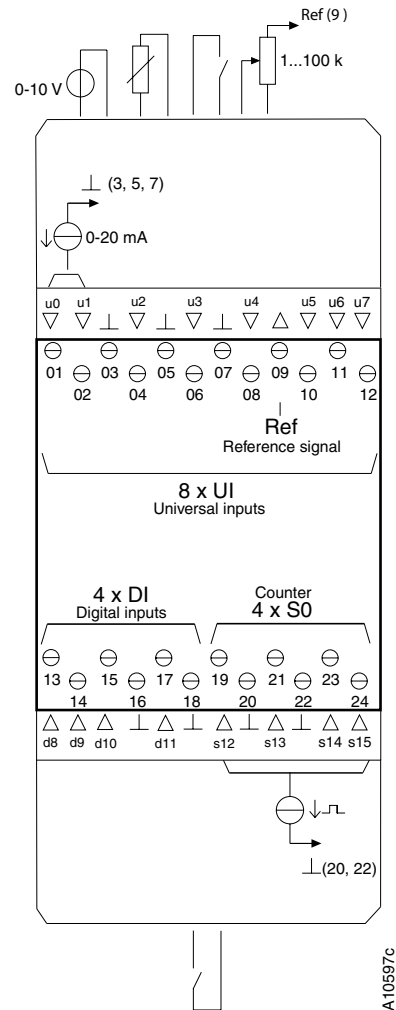 Ref (9 )
0-10 V
1...100 k
⊥ (3, 5, 7)
0-20 mA
u0 u1 u2 u3 u4 u5 u6 u7
01 03 05 07 09 11
02 04 06 08 10 12
Ref
Reference signal
8 x UI
Universal inputs
4 x DI
Digital inputs
Counter
4 x S0
13 15 17 19 21 23
14 16 18 20 22 24
d8 d9 d10 d11 s12 s13 s14 s15
⊥(20, 22)
A10597c